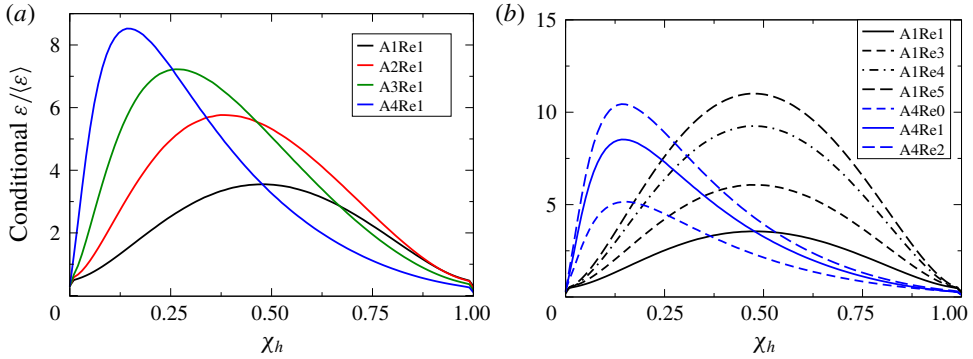 (a)
8
6
4
2
0
0.25
0.50
0.75
1.00
Conditional ε/⟨ε⟩
χh
A1Re1
A2Re1
A3Re1
A4Re1
(b)
15
10
5
0
0.25
0.50
0.75
1.00
χh
A1Re1
A1Re3
A1Re4
A1Re5
A4Re0
A4Re1
A4Re2